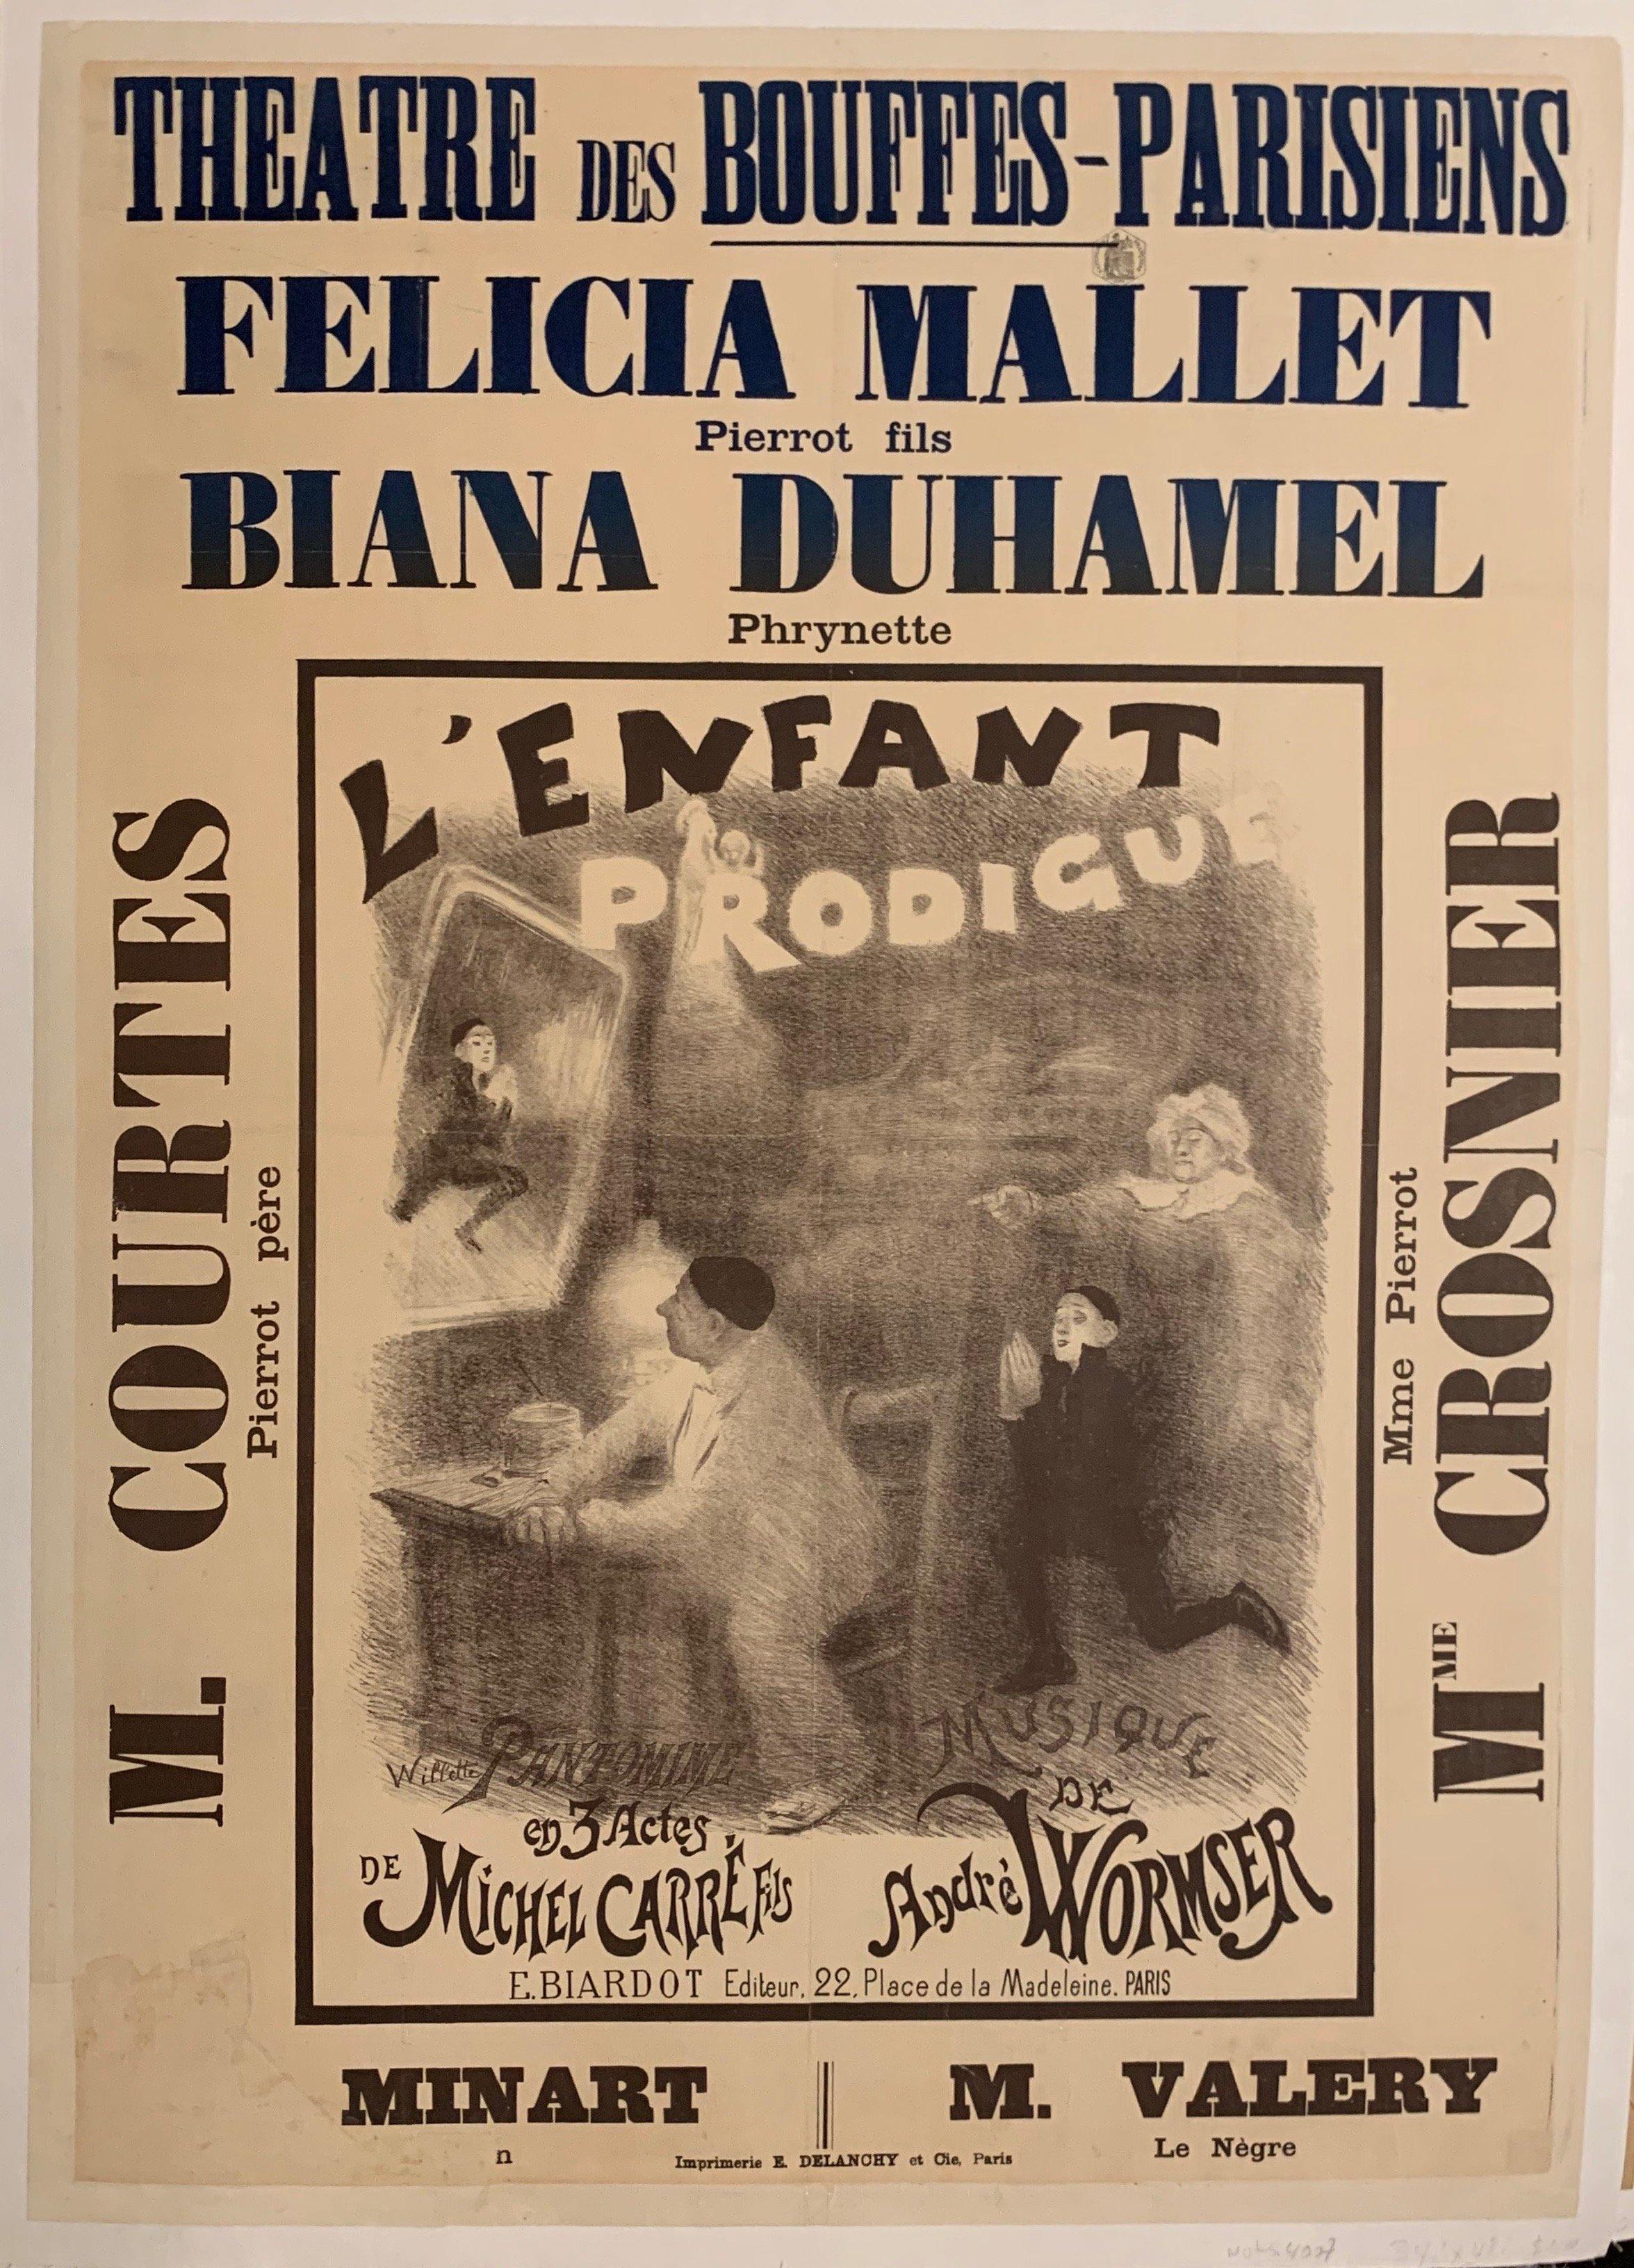 THEATRE DES BOUFFES-PARISIENS
FELICIA MALLET
Pierrot fils
BIANA DUHAMEL
Phrynette
M. COURTES
Pierrot père
L'ENFANT
PRODIGUE
Willette
PANTOMIME
en 3 Actes
DE MICHEL CARRÉ Fils
MUSIQUE
DE
André WORMSER
E. BIARDOT Editeur, 22, Place de la Madeleine. PARIS
Mme Pierrot
MME CROSNIER
MINART
n
M. VALERY
Le Nègre
Imprimerie E. DELANCHY et Cie, Paris